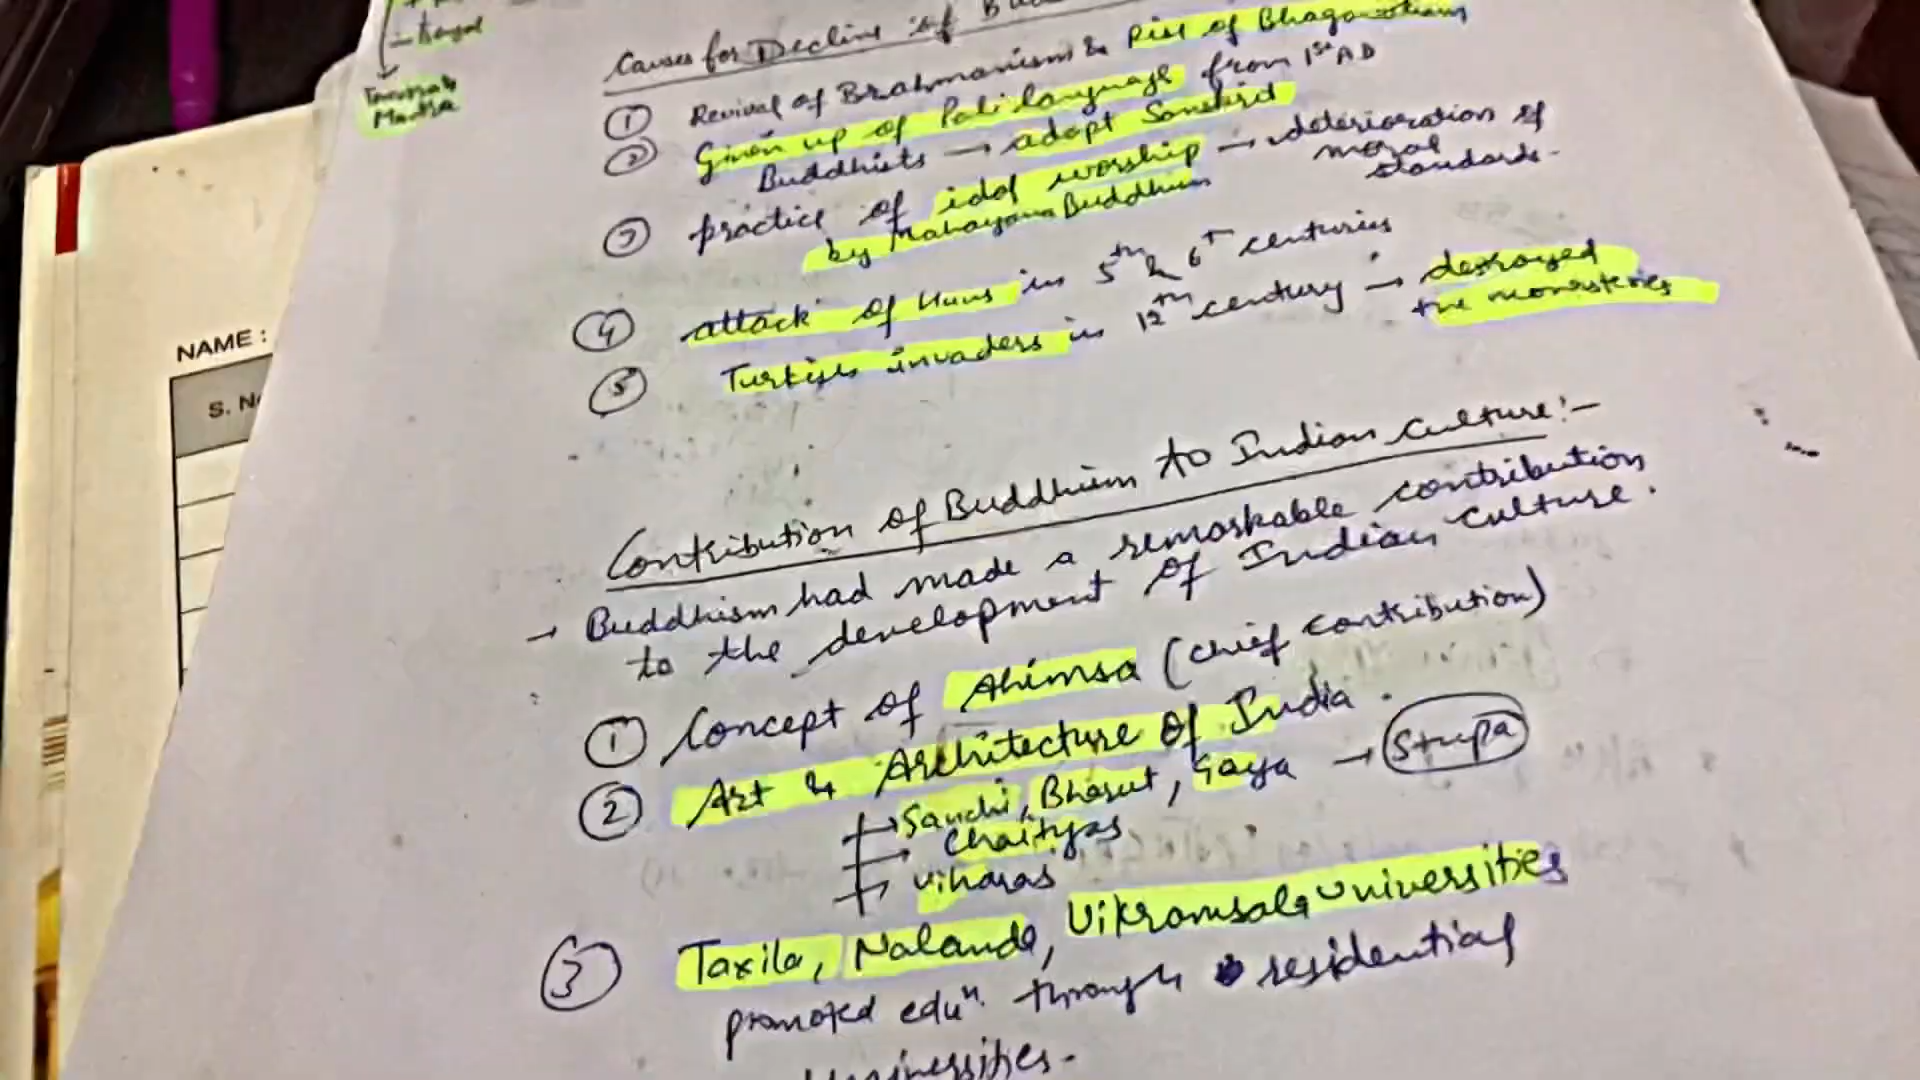 Causes for Decline of
① Revival of Brahmanism & Rise of Bhagavatism
② Given up of Pali language from 1st AD
Buddhists → adopt Sanskrit
③ practice of idol worship → deterioration of
by Mahayana Buddhism
moral
standards.
④ attack of Huns in 5th & 6th centuries
⑤ Turkish invaders in 12th century → destroyed
the monasteries
NAME :
S. N
Contribution of Buddhism to Indian culture:-
→ Buddhism had made a remarkable contribution
to the development of Indian culture.
① Concept of Ahimsa (chief contribution)
② Art & Architecture of India.
→ Sanchi, Bharut, Gaya → Stupa
→ Chaityas
→ viharas
③ Taxila, Nalanda, Vikramsala universities
promoted eduⁿ. through residential
universities.